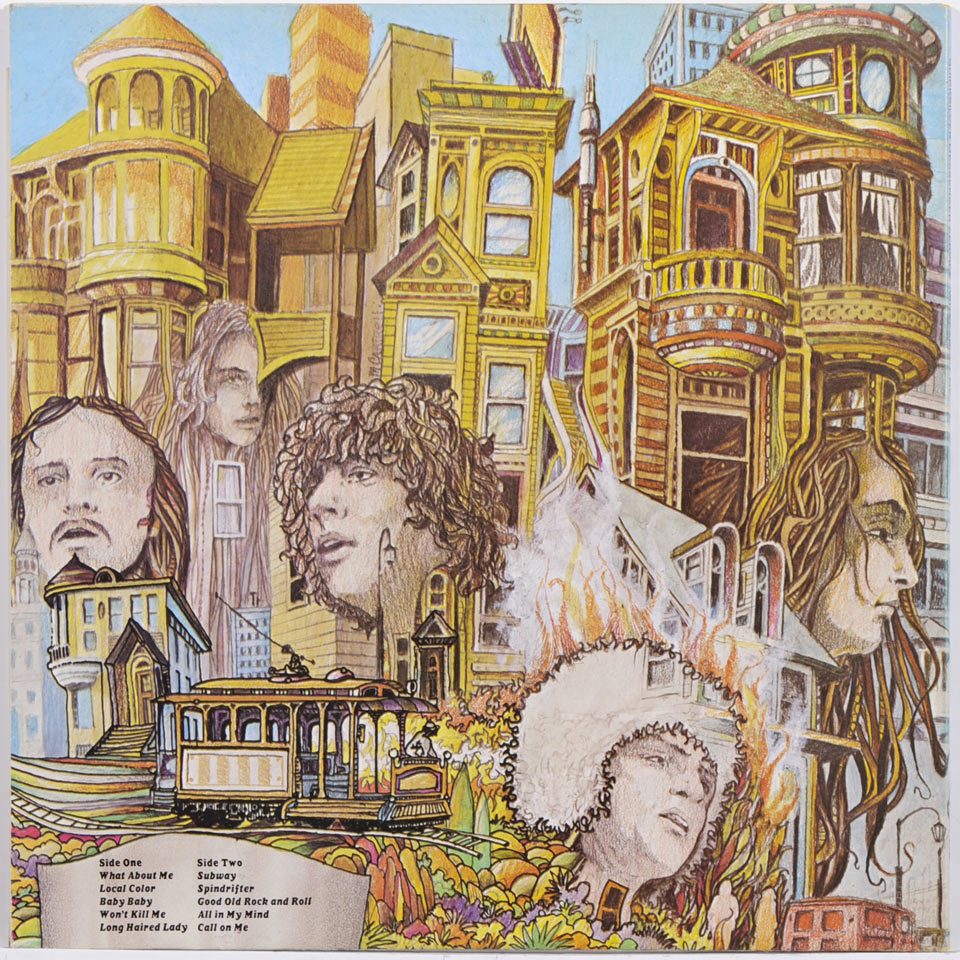 Side One
What About Me
Local Color
Baby Baby
Won't Kill Me
Long Haired Lady
Side Two
Subway
Spindrifter
Good Old Rock and Roll
All in My Mind
Call on Me